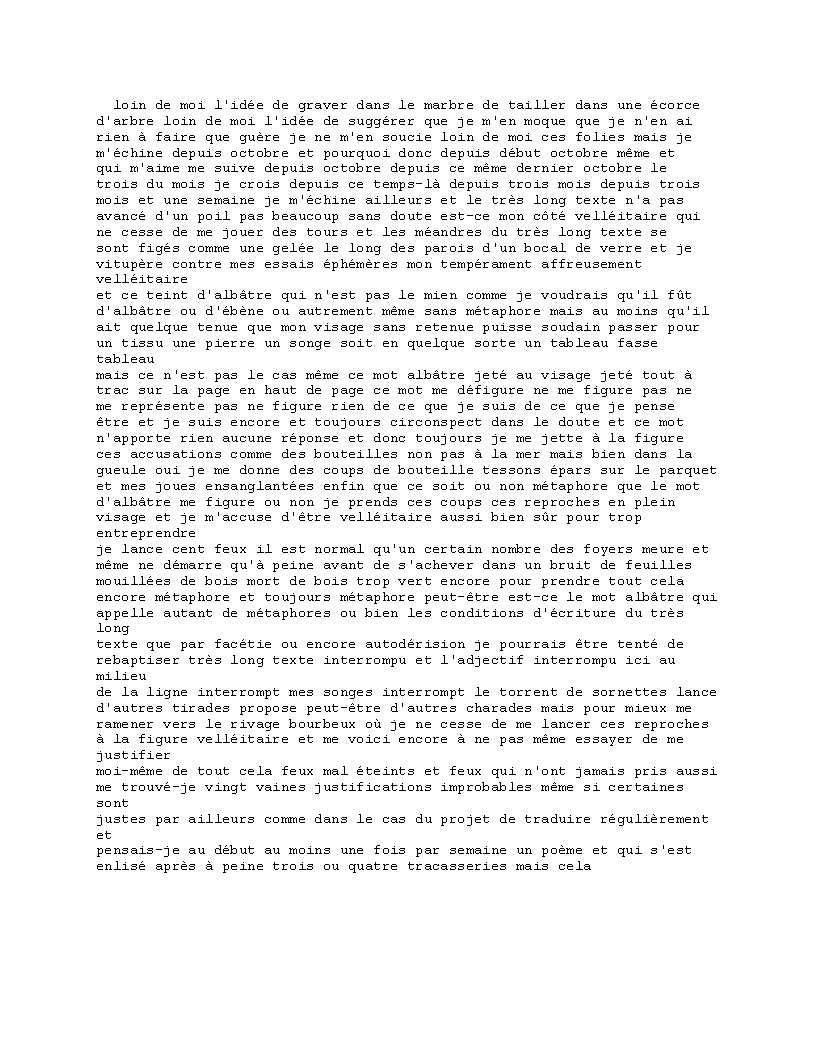 loin de moi l'idée de graver dans le marbre de tailler dans une écorce
d'arbre loin de moi l'idée de suggérer que je m'en moque que je n'en ai
rien à faire que guère je ne m'en soucie loin de moi ces folies mais je
m'échine depuis octobre et pourquoi donc depuis début octobre même et
qui m'aime me suive depuis octobre depuis ce même dernier octobre le
trois du mois je crois depuis ce temps-là depuis trois mois depuis trois
mois et une semaine je m'échine ailleurs et le très long texte n'a pas
avancé d'un poil pas beaucoup sans doute est-ce mon côté velléitaire qui
ne cesse de me jouer des tours et les méandres du très long texte se
sont figés comme une gelée le long des parois d'un bocal de verre et je
vitupère contre mes essais éphémères mon tempérament affreusement
velléitaire
et ce teint d'albâtre qui n'est pas le mien comme je voudrais qu'il fût
d'albâtre ou d'ébène ou autrement même sans métaphore mais au moins qu'il
ait quelque tenue que mon visage sans retenue puisse soudain passer pour
un tissu une pierre un songe soit en quelque sorte un tableau fasse
tableau
mais ce n'est pas le cas même ce mot albâtre jeté au visage jeté tout à
trac sur la page en haut de page ce mot me défigure ne me figure pas ne
me représente pas ne figure rien de ce que je suis de ce que je pense
être et je suis encore et toujours circonspect dans le doute et ce mot
n'apporte rien aucune réponse et donc toujours je me jette à la figure
ces accusations comme des bouteilles non pas à la mer mais bien dans la
gueule oui je me donne des coups de bouteille tessons épars sur le parquet
et mes joues ensanglantées enfin que ce soit ou non métaphore que le mot
d'albâtre me figure ou non je prends ces coups ces reproches en plein
visage et je m'accuse d'être velléitaire aussi bien sûr pour trop
entreprendre
je lance cent feux il est normal qu'un certain nombre des foyers meure et
même ne démarre qu'à peine avant de s'achever dans un bruit de feuilles
mouillées de bois mort de bois trop vert encore pour prendre tout cela
encore métaphore et toujours métaphore peut-être est-ce le mot albâtre qui
appelle autant de métaphores ou bien les conditions d'écriture du très
long
texte que par facétie ou encore autodérision je pourrais être tenté de
rebaptiser très long texte interrompu et l'adjectif interrompu ici au
milieu
de la ligne interrompt mes songes interrompt le torrent de sornettes lance
d'autres tirades propose peut-être d'autres charades mais pour mieux me
ramener vers le rivage bourbeux où je ne cesse de me lancer ces reproches
à la figure velléitaire et me voici encore à ne pas même essayer de me
justifier
moi-même de tout cela feux mal éteints et feux qui n'ont jamais pris aussi
me trouvé-je vingt vaines justifications improbables même si certaines
sont
justes par ailleurs comme dans le cas du projet de traduire régulièrement
et
pensais-je au début au moins une fois par semaine un poème et qui s'est
enlisé après à peine trois ou quatre tracasseries mais cela